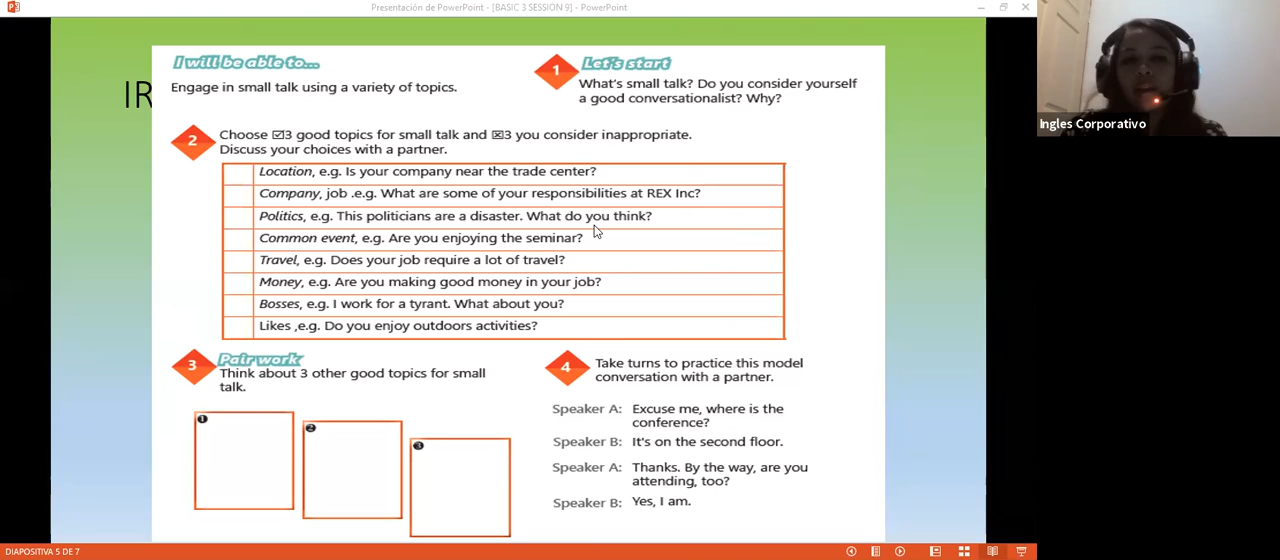 Presentación de PowerPoint - [BASIC 3 SESSION 9] - PowerPoint
Ingles Corporativo
IR
I will be able to...
Engage in small talk using a variety of topics.
1
Let's start
What's small talk? Do you consider yourself
a good conversationalist? Why?
2
Choose ☑3 good topics for small talk and ☒3 you consider inappropriate.
Discuss your choices with a partner.
Location, e.g. Is your company near the trade center?
Company, job .e.g. What are some of your responsibilities at REX Inc?
Politics, e.g. This politicians are a disaster. What do you think?
Common event, e.g. Are you enjoying the seminar?
Travel, e.g. Does your job require a lot of travel?
Money, e.g. Are you making good money in your job?
Bosses, e.g. I work for a tyrant. What about you?
Likes ,e.g. Do you enjoy outdoors activities?
3
Pair work
Think about 3 other good topics for small
talk.
1
2
3
4
Take turns to practice this model
conversation with a partner.
Speaker A: Excuse me, where is the
conference?
Speaker B: It's on the second floor.
Speaker A: Thanks. By the way, are you
attending, too?
Speaker B: Yes, I am.
DIAPOSITIVA 5 DE 7